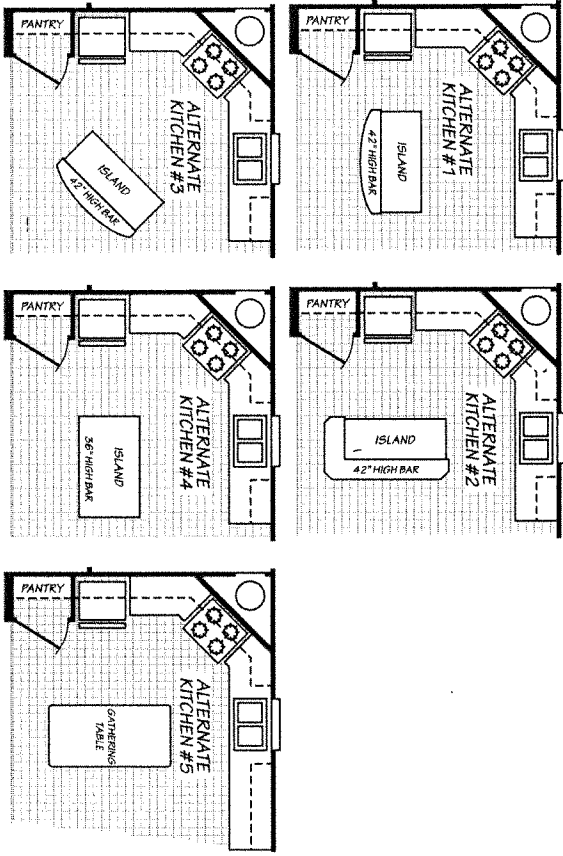 PANTRY
ALTERNATE
KITCHEN #3
ISLAND
42" HIGH BAR
PANTRY
ALTERNATE
KITCHEN #1
ISLAND
42" HIGH BAR
PANTRY
ALTERNATE
KITCHEN #4
ISLAND
36" HIGH BAR
PANTRY
ALTERNATE
KITCHEN #2
ISLAND
42" HIGH BAR
PANTRY
ALTERNATE
KITCHEN #5
GATHERING
TABLE